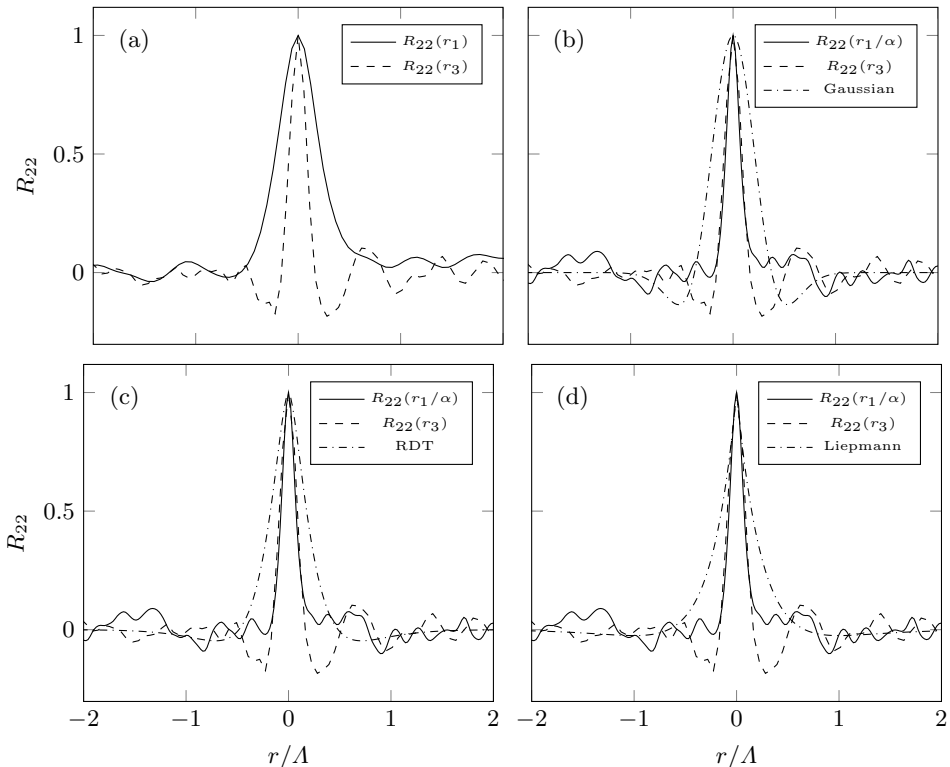 (a)
R22(r1)
R22(r3)
1
0.5
0
R22
(b)
R22(r1/α)
R22(r3)
Gaussian
(c)
R22(r1/α)
R22(r3)
RDT
1
0.5
0
R22
−2 −1 0 1 2
r/Λ
(d)
R22(r1/α)
R22(r3)
Liepmann
−2 −1 0 1 2
r/Λ